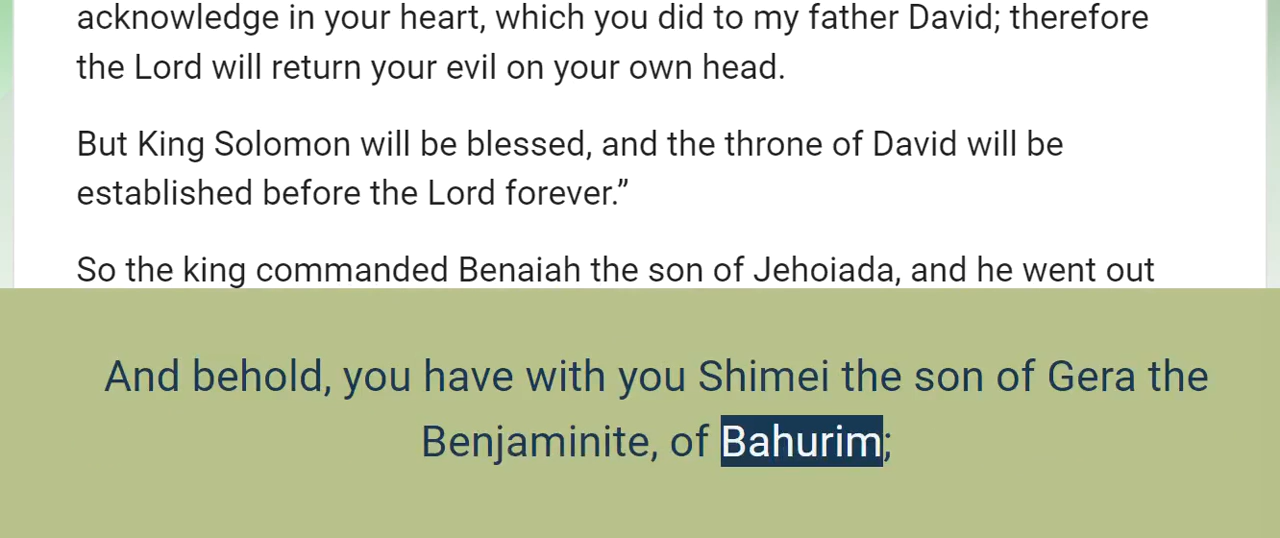 acknowledge in your heart, which you did to my father David; therefore
the Lord will return your evil on your own head.
But King Solomon will be blessed, and the throne of David will be
established before the Lord forever.”
So the king commanded Benaiah the son of Jehoiada, and he went out
And behold, you have with you Shimei the son of Gera the
Benjaminite, of Bahurim;